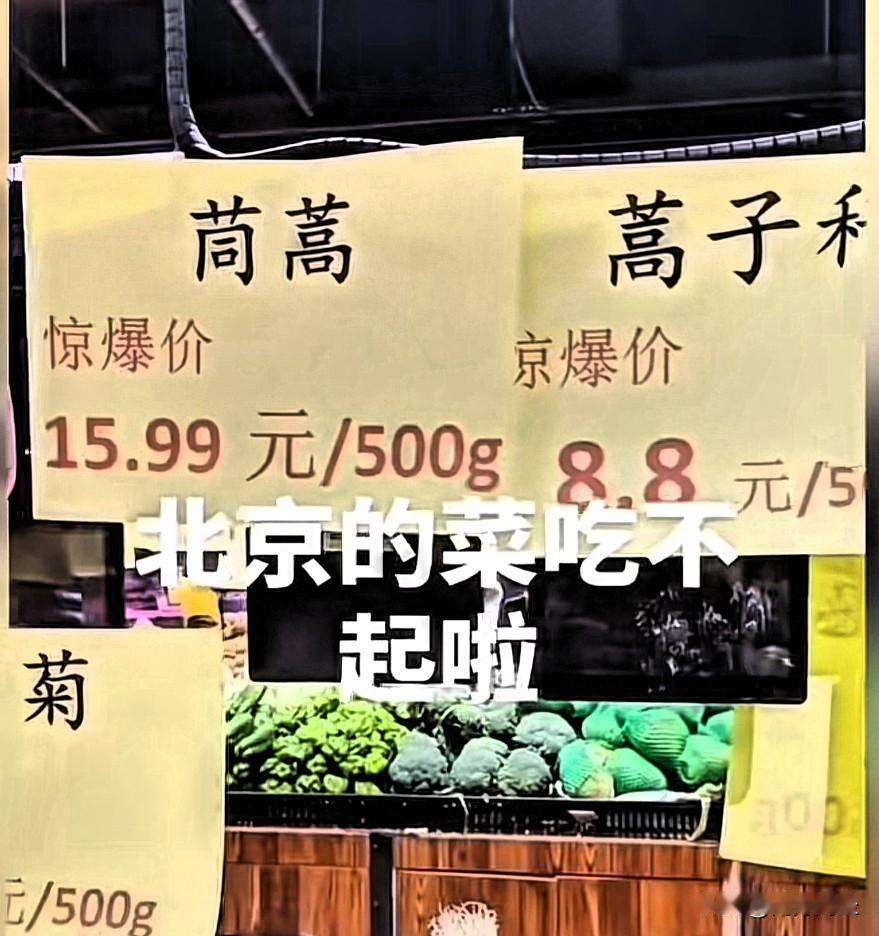 茼蒿
惊爆价
15.99 元/500g
蒿子
京爆价
8.8 元/5
北京的菜吃不
起啦
菊
元/500g